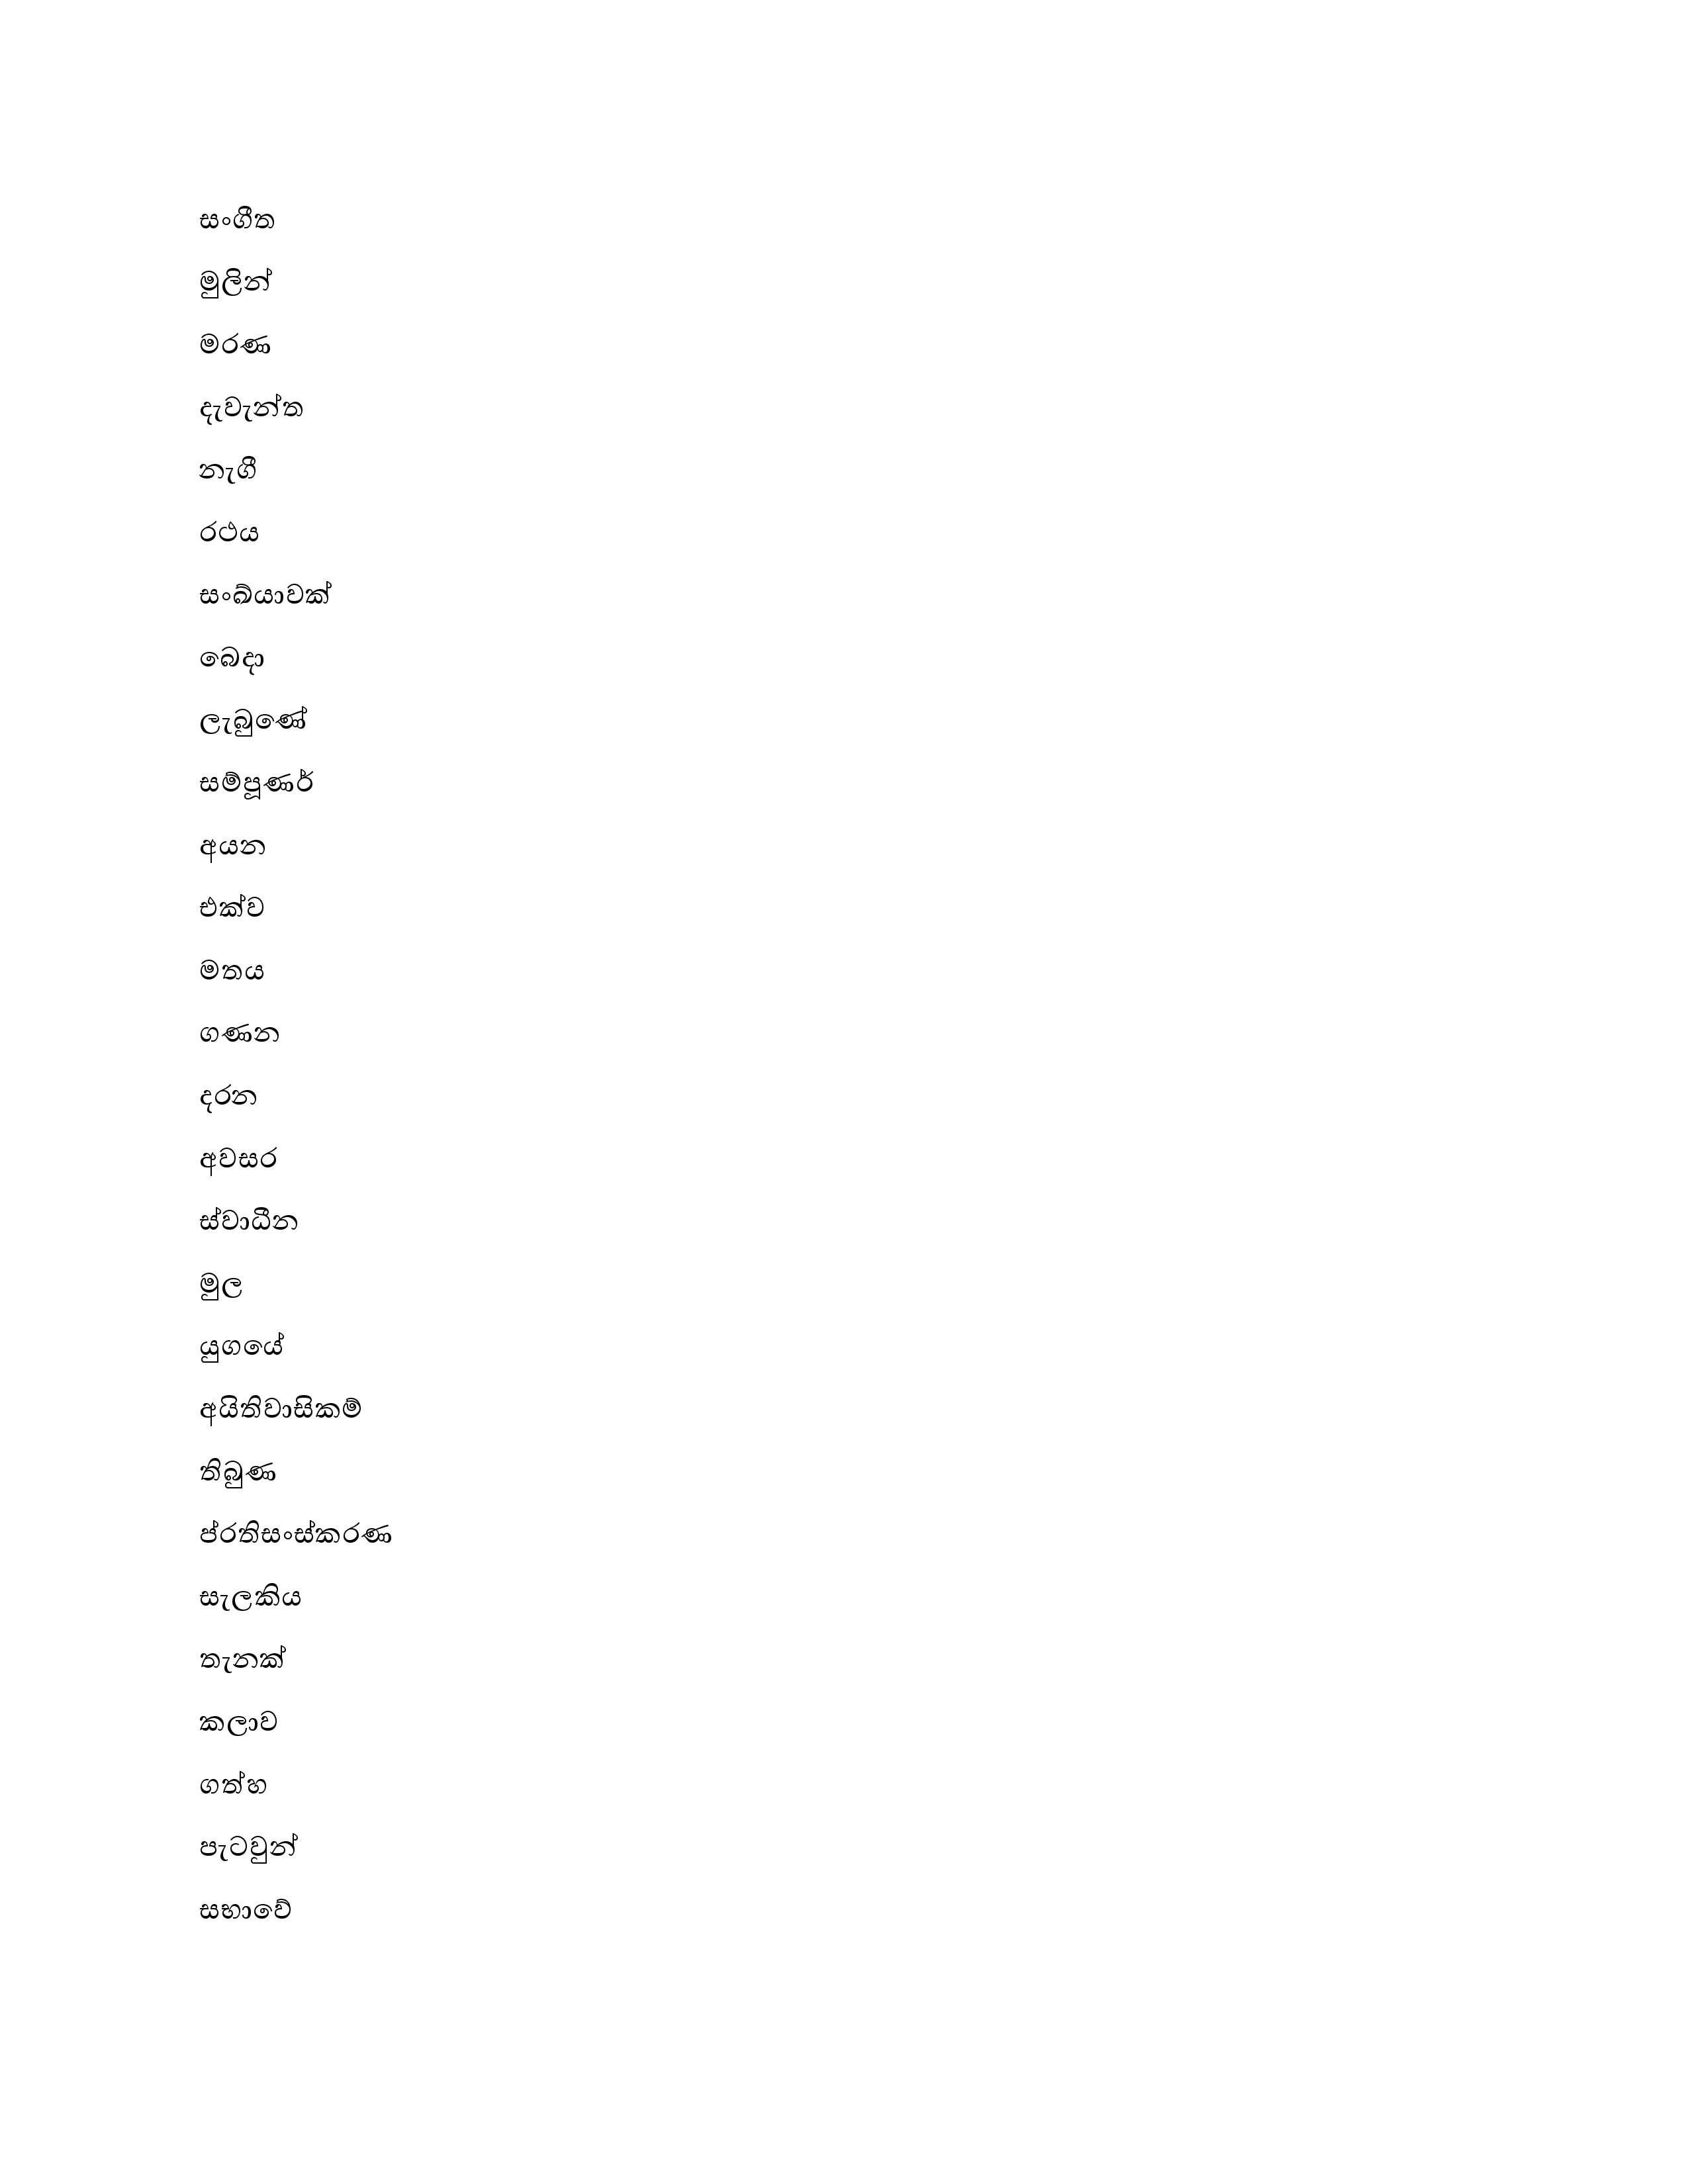 සංගීත
මුලින්
මරණ
දැවැන්ත
නැගී
රථය
සංඛ්යාවක්
බෙදා
ලැබුණේ
සම්පූණර්
අයන
එක්ව
මතය
ගණන
දරන
අවසර
ස්වාධීන
මුල
යුගයේ
අයිතිවාසිකම්
තිබුණ
ප්රතිසංස්කරණ
සැලකිය
තැනක්
කලාව
ගත්හ
පැටවුන්
සභාවේ